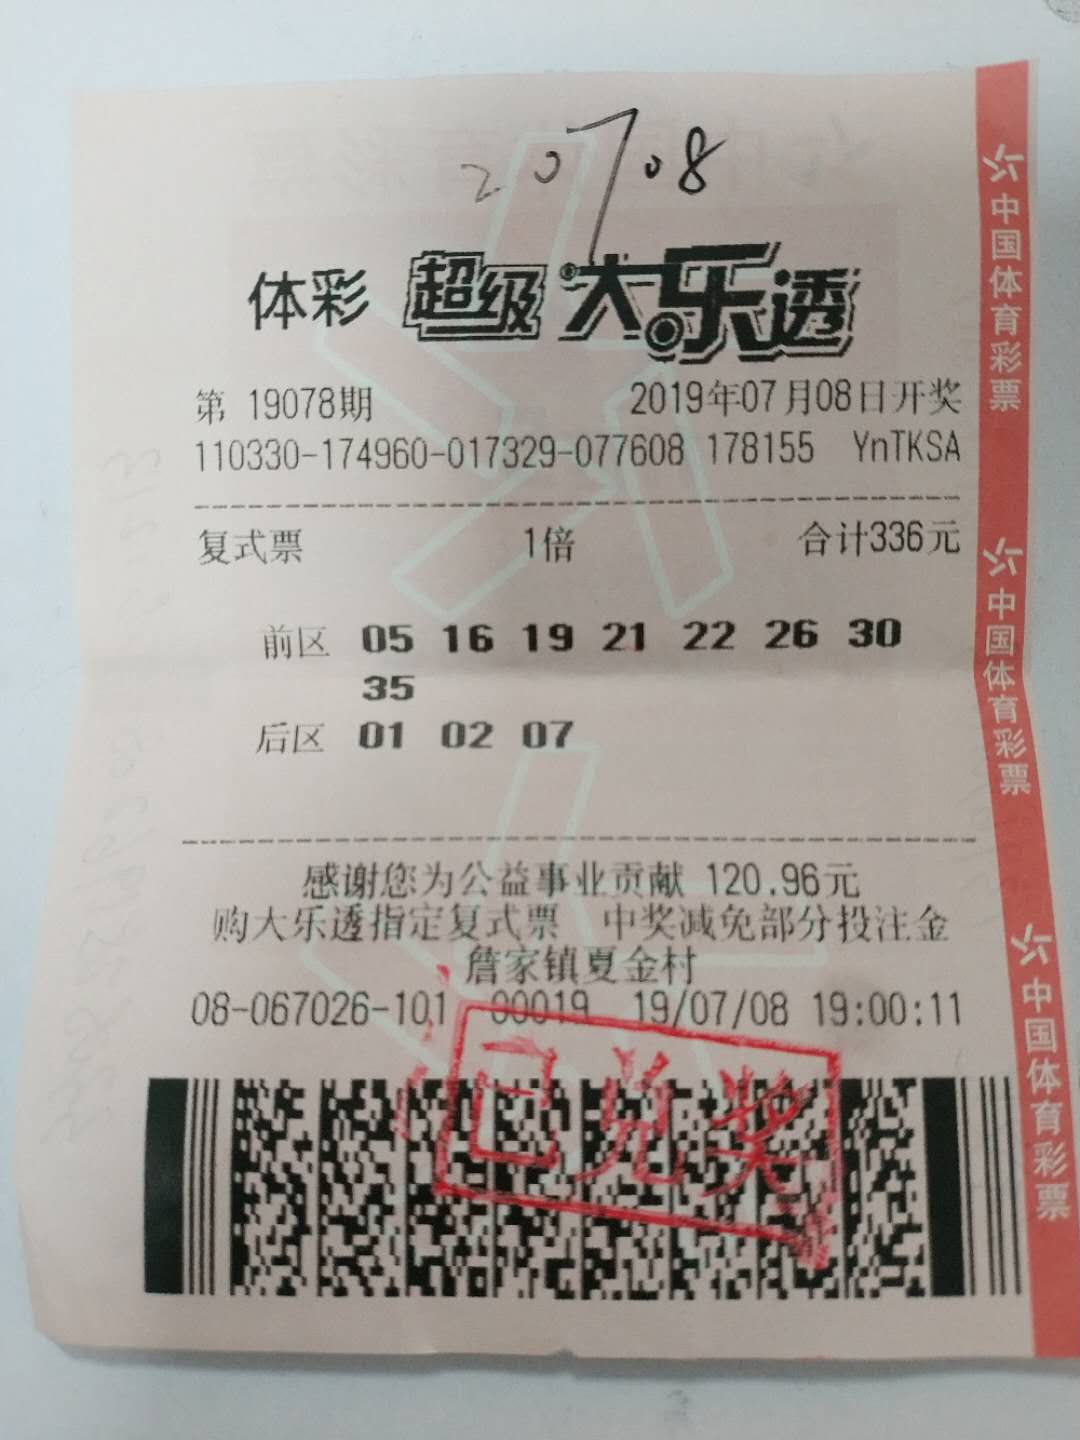 20708
体彩 超级大乐透
第 19078期 2019年07月08日开奖
110330-174960-017329-077608 178155 YnTKSA
复式票 1倍 合计336元
前区 05 16 19 21 22 26 30
35
后区 01 02 07
感谢您为公益事业贡献 120.96元
购大乐透指定复式票 中奖减免部分投注金
詹家镇夏金村
08-067026-101 00019 19/07/08 19:00:11
已兑奖
中国体育彩票
中国体育彩票
中国体育彩票